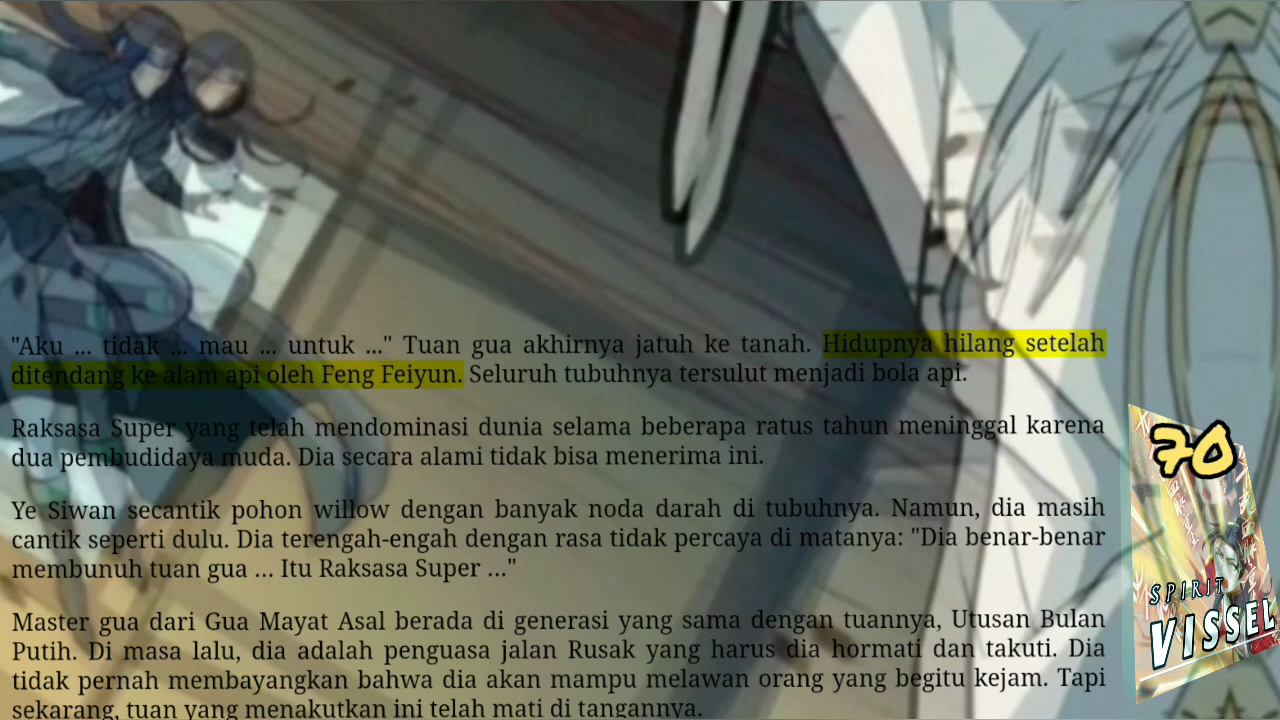 "Aku ... tidak ... mau ... untuk ..." Tuan gua akhirnya jatuh ke tanah. Hidupnya hilang setelah
ditendang ke alam api oleh Feng Feiyun. Seluruh tubuhnya tersulut menjadi bola api.
Raksasa Super yang telah mendominasi dunia selama beberapa ratus tahun meninggal karena
dua pembudidaya muda. Dia secara alami tidak bisa menerima ini.
Ye Siwan secantik pohon willow dengan banyak noda darah di tubuhnya. Namun, dia masih
cantik seperti dulu. Dia terengah-engah dengan rasa tidak percaya di matanya: "Dia benar-benar
membunuh tuan gua ... Itu Raksasa Super ..."
Master gua dari Gua Mayat Asal berada di generasi yang sama dengan tuannya, Utusan Bulan
Putih. Di masa lalu, dia adalah penguasa jalan Rusak yang harus dia hormati dan takuti. Dia
tidak pernah membayangkan bahwa dia akan mampu melawan orang yang begitu kejam. Tapi
sekarang, tuan yang menakutkan ini telah mati di tangannya.
70
SPIRIT
VISSEL